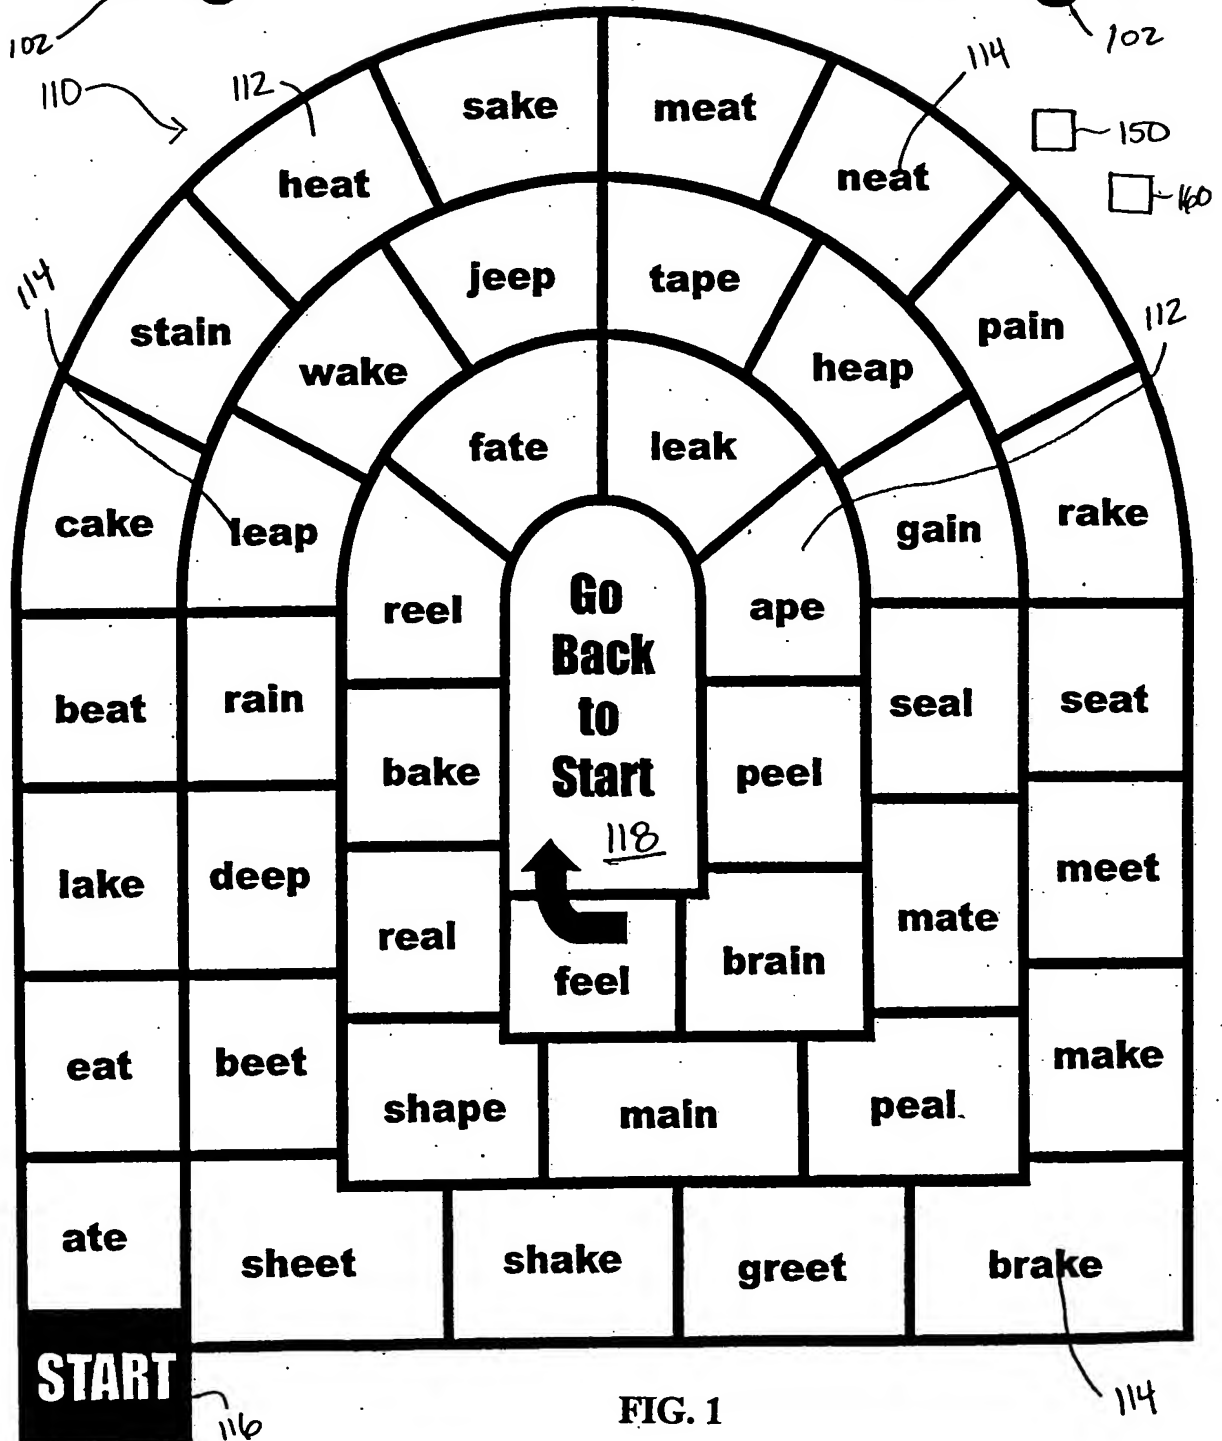 102
102
110
112
114
150
160
sake
meat
heat
neat
jeep
tape
114
stain
pain
112
wake
heap
fate
leak
cake
leap
gain
rake
reel
Go
Back
to
Start
118
ape
beat
rain
seal
seat
bake
peel
lake
deep
meet
real
mate
feel
brain
eat
beet
make
shape
main
peal
ate
sheet
shake
greet
brake
START
116
FIG. 1
114